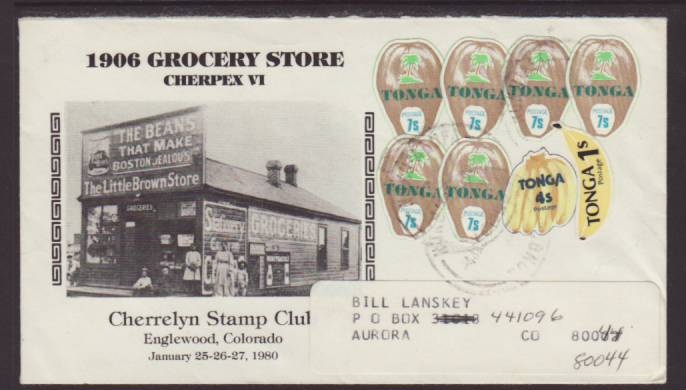 1906 GROCERY STORE
CHERPEX VI
THE BEANS
THAT MAKE
BOSTON JEALOUS
The Little Brown Store
GROCERIES
GROCERIES
TONGA TONGA TONGA TONGA
POSTAGE POSTAGE POSTAGE POSTAGE
7s 7s 7s 7s
TONGA TONGA
POSTAGE POSTAGE
7s 7s
TONGA
4s
Postage
TONGA 1s
Postage
Cherrelyn Stamp Club
Englewood, Colorado
January 25-26-27, 1980
BILL LANSKEY
P O BOX 441096
AURORA CO 80044
80044